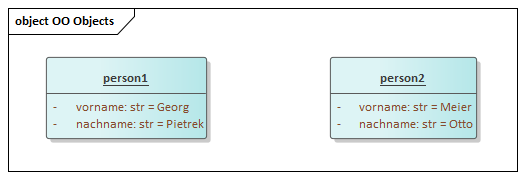 object OO Objects
person1
- vorname: str = Georg
- nachname: str = Pietrek
person2
- vorname: str = Meier
- nachname: str = Otto